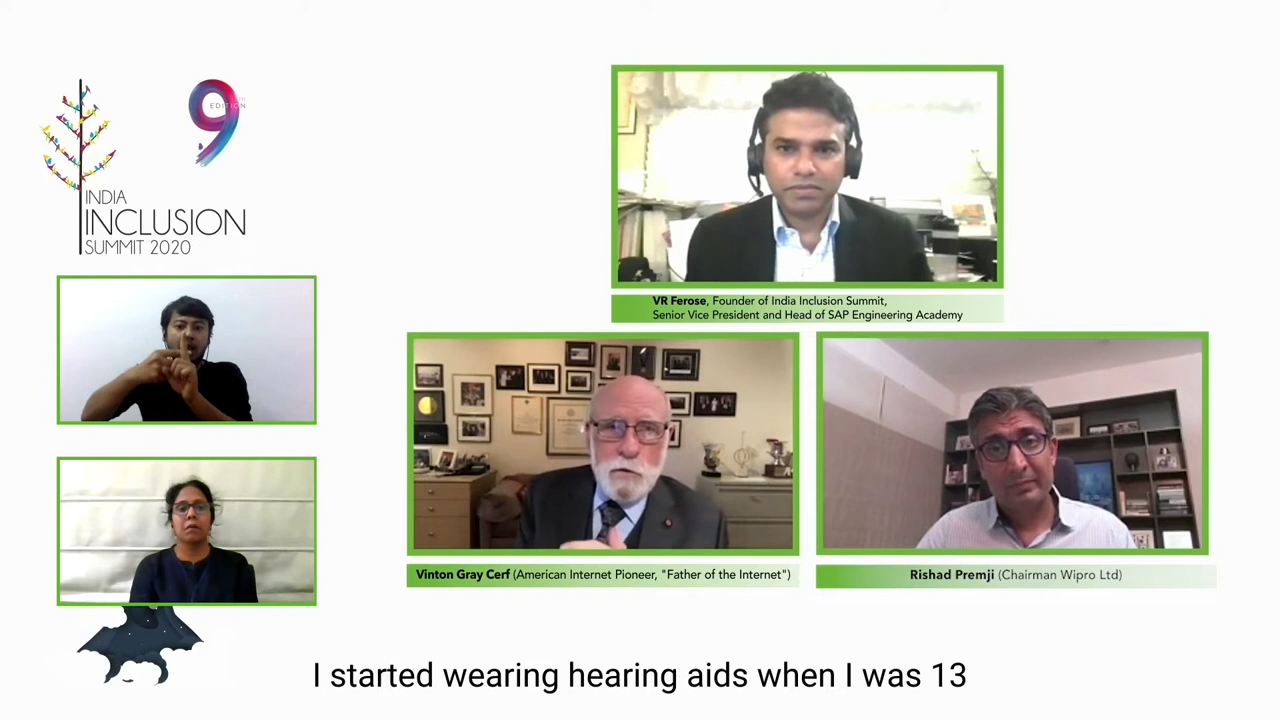 9
EDITION
INDIA
INCLUSION
SUMMIT 2020
VR Ferose, Founder of India Inclusion Summit,
Senior Vice President and Head of SAP Engineering Academy
Vinton Gray Cerf (American Internet Pioneer, "Father of the Internet")
Rishad Premji (Chairman Wipro Ltd)
I started wearing hearing aids when I was 13